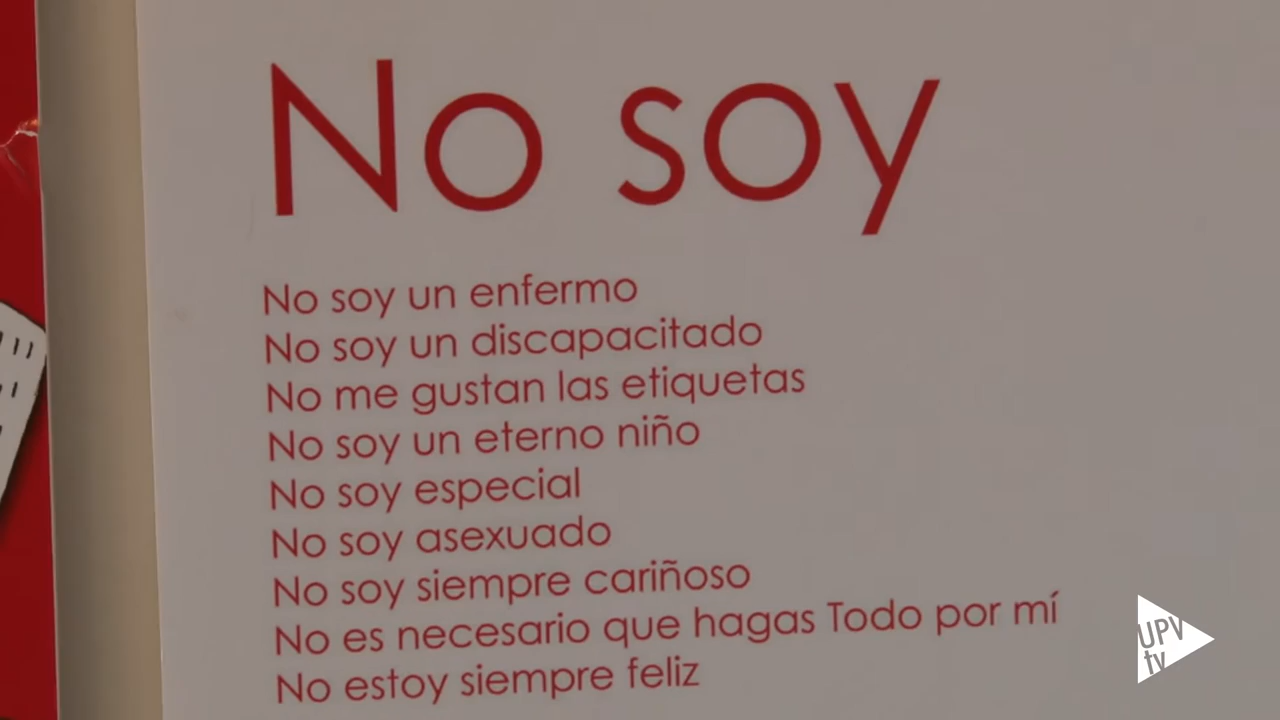 No soy
No soy un enfermo
No soy un discapacitado
No me gustan las etiquetas
No soy un eterno niño
No soy especial
No soy asexuado
No soy siempre cariñoso
No es necesario que hagas Todo por mí
No estoy siempre feliz
UPV
tv